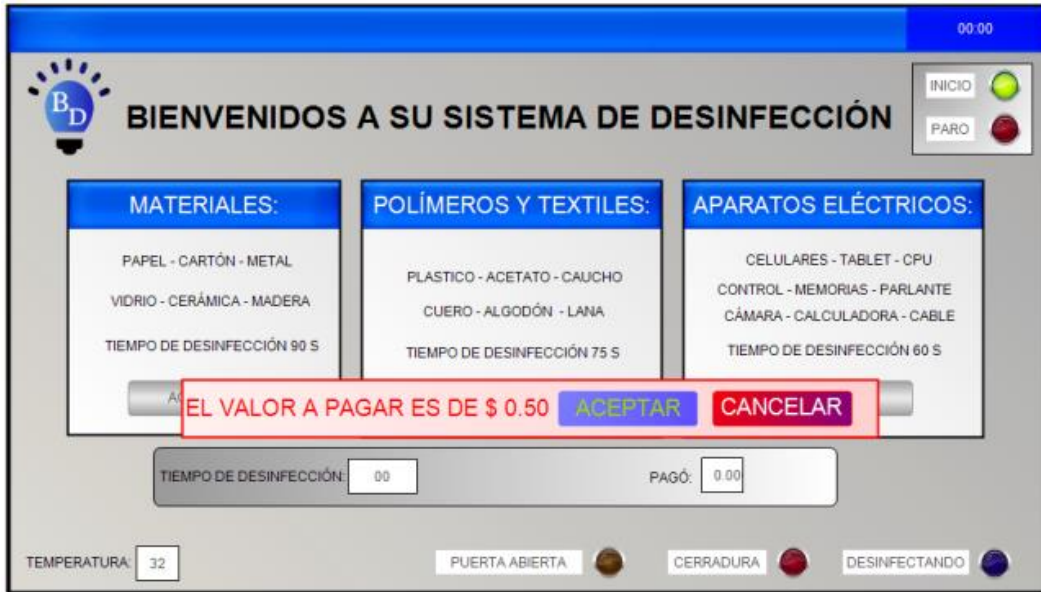 00:00
INICIO
BD
BIENVENIDOS A SU SISTEMA DE DESINFECCIÓN
PARO
MATERIALES:
PAPEL - CARTÓN - METAL
VIDRIO - CERÁMICA - MADERA
TIEMPO DE DESINFECCIÓN 90 S
POLÍMEROS Y TEXTILES:
PLASTICO - ACETATO - CAUCHO
CUERO - ALGODÓN - LANA
TIEMPO DE DESINFECCIÓN 75 S
APARATOS ELÉCTRICOS:
CELULARES - TABLET - CPU
CONTROL - MEMORIAS - PARLANTE
CÁMARA - CALCULADORA - CABLE
TIEMPO DE DESINFECCIÓN 60 S
EL VALOR A PAGAR ES DE $ 0.50 ACEPTAR CANCELAR
TIEMPO DE DESINFECCIÓN: 00 PAGÓ: 0.00
TEMPERATURA: 32 PUERTA ABIERTA CERRADURA DESINFECTANDO